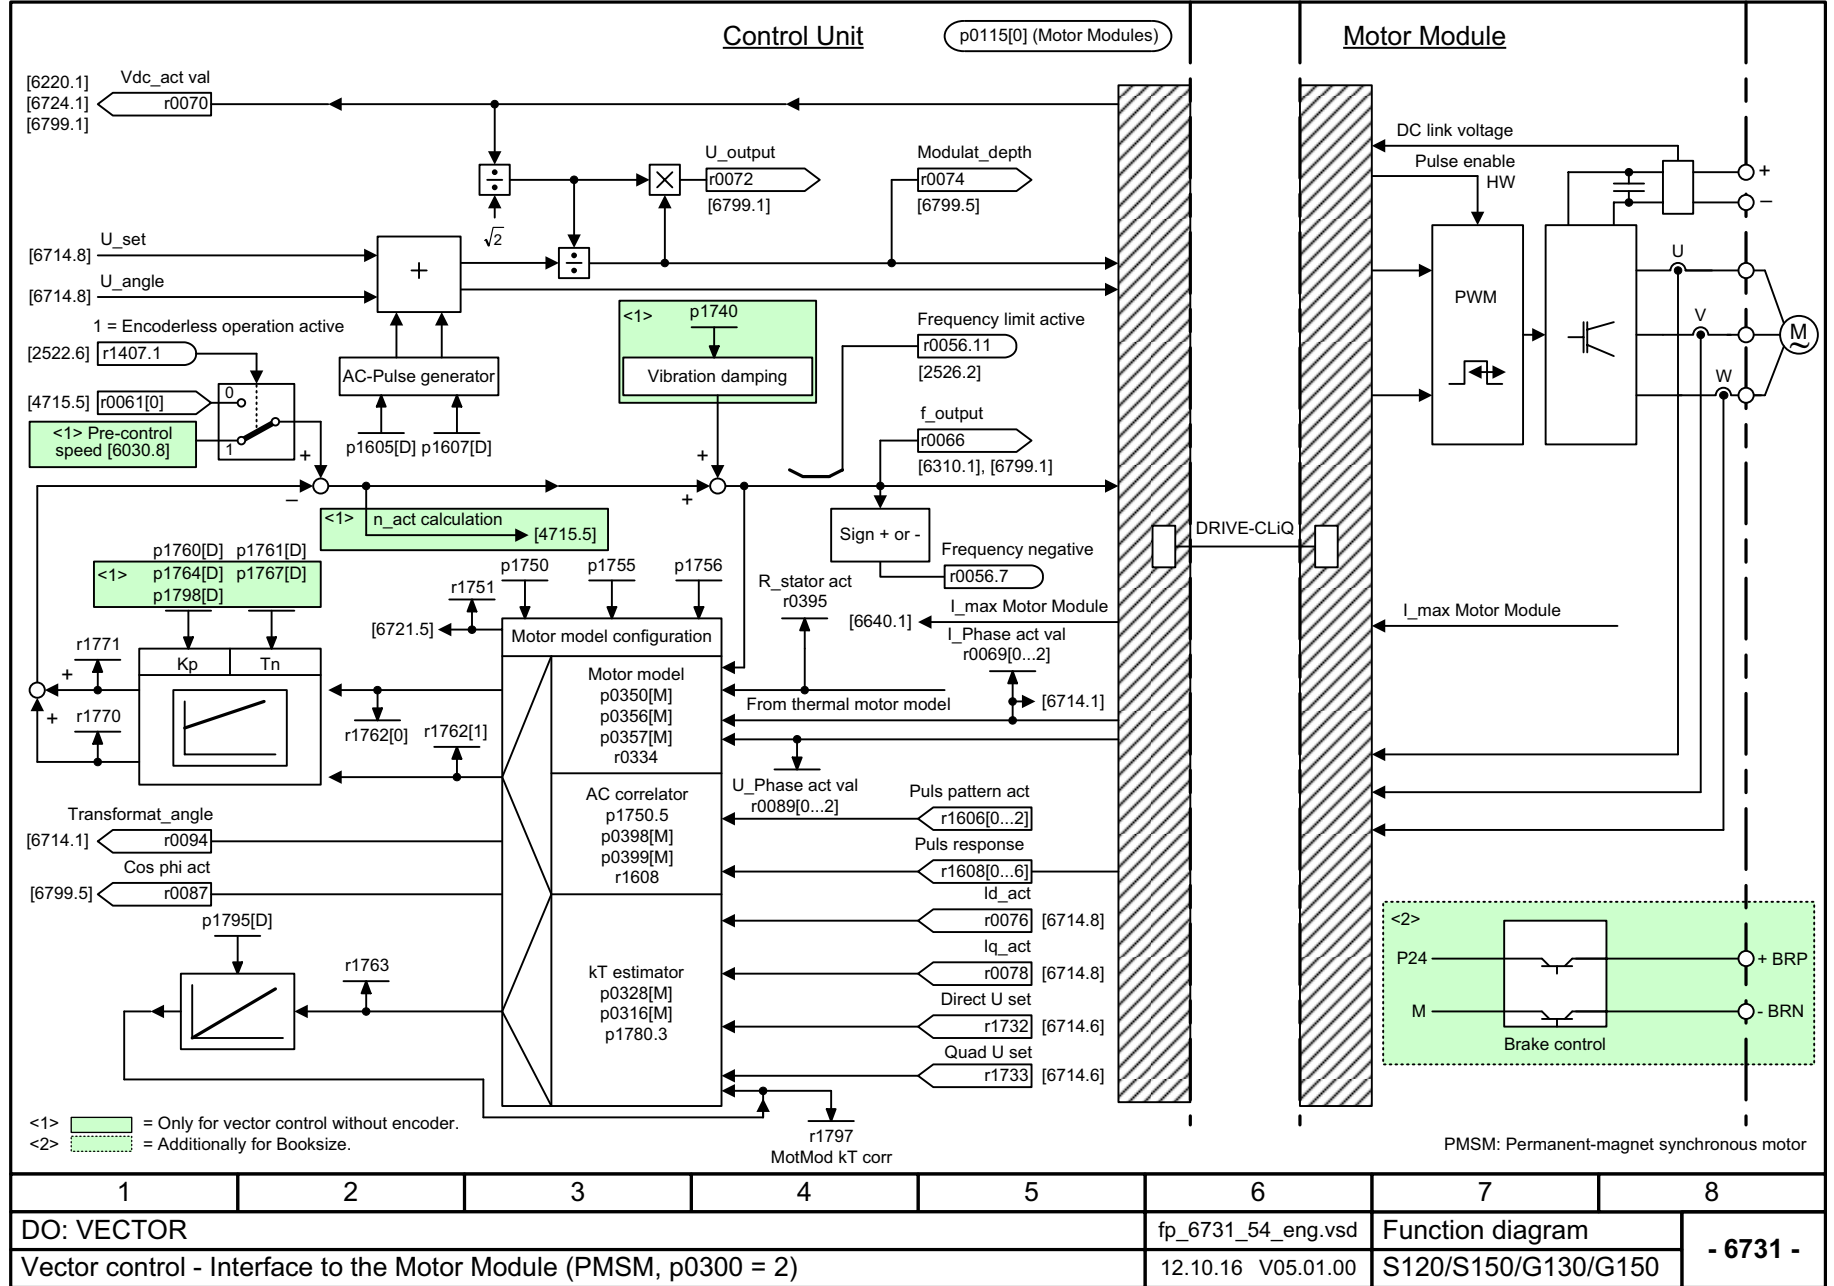 Control Unit
p0115[0] (Motor Modules)
Motor Module
[6220.1]
[6724.1]
[6799.1]
Vdc_act val
r0070
÷
√2
U_output
r0072
[6799.1]
Modulat_depth
r0074
[6799.5]
DC link voltage
Pulse enable
HW
+
–
U_set
[6714.8]
U_angle
[6714.8]
+
÷
PWM
U
V
W
M
~
1 = Encoderless operation active
[2522.6] r1407.1
[4715.5] r0061[0]
0
1
<1> Pre-control
speed [6030.8]
AC-Pulse generator
p1605[D] p1607[D]
<1>
p1740
Vibration damping
Frequency limit active
r0056.11
[2526.2]
f_output
r0066
[6310.1], [6799.1]
+
–
+
+
<1> n_act calculation
[4715.5]
Sign + or -
Frequency negative
r0056.7
DRIVE-CLiQ
p1760[D] p1761[D]
<1> p1764[D] p1767[D]
p1798[D]
r1751
[6721.5]
p1750
p1755
p1756
R_stator act
r0395
[6640.1]
I_max Motor Module
I_Phase act val
r0069[0...2]
[6714.1]
I_max Motor Module
Motor model configuration
r1771
+
+
r1770
Kp
Tn
r1762[0]
r1762[1]
Motor model
p0350[M]
p0356[M]
p0357[M]
r0334
From thermal motor model
U_Phase act val
r0089[0...2]
AC correlator
p1750.5
p0398[M]
p0399[M]
r1608
Puls pattern act
r1606[0...2]
Puls response
r1608[0...6]
Transformat_angle
[6714.1] r0094
Cos phi act
[6799.5] r0087
p1795[D]
r1763
kT estimator
p0328[M]
p0316[M]
p1780.3
Id_act
r0076 [6714.8]
Iq_act
r0078 [6714.8]
Direct U set
r1732 [6714.6]
Quad U set
r1733 [6714.6]
r1797
MotMod kT corr
<2>
P24
M
+ BRP
- BRN
Brake control
<1> = Only for vector control without encoder.
<2> = Additionally for Booksize.
PMSM: Permanent-magnet synchronous motor
1 2 3 4 5 6 7 8
DO: VECTOR
fp_6731_54_eng.vsd
Function diagram
- 6731 -
Vector control - Interface to the Motor Module (PMSM, p0300 = 2)
12.10.16 V05.01.00
S120/S150/G130/G150